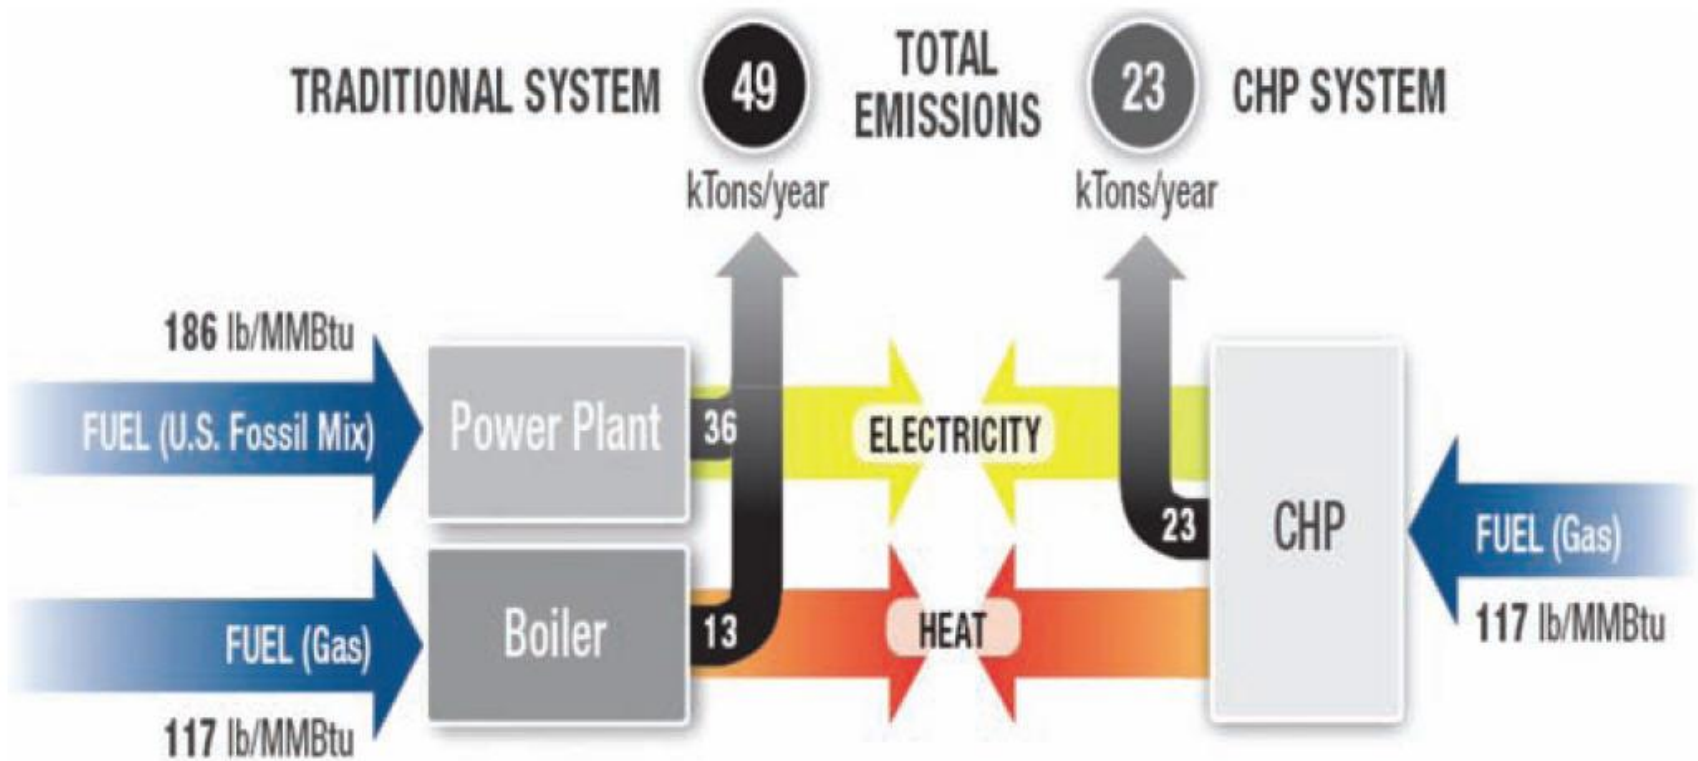 TRADITIONAL SYSTEM
49
kTons/year
TOTAL
EMISSIONS
23
kTons/year
CHP SYSTEM
186 lb/MMBtu
FUEL (U.S. Fossil Mix)
Power Plant
36
ELECTRICITY
FUEL (Gas)
117 lb/MMBtu
Boiler
13
HEAT
23
CHP
FUEL (Gas)
117 lb/MMBtu